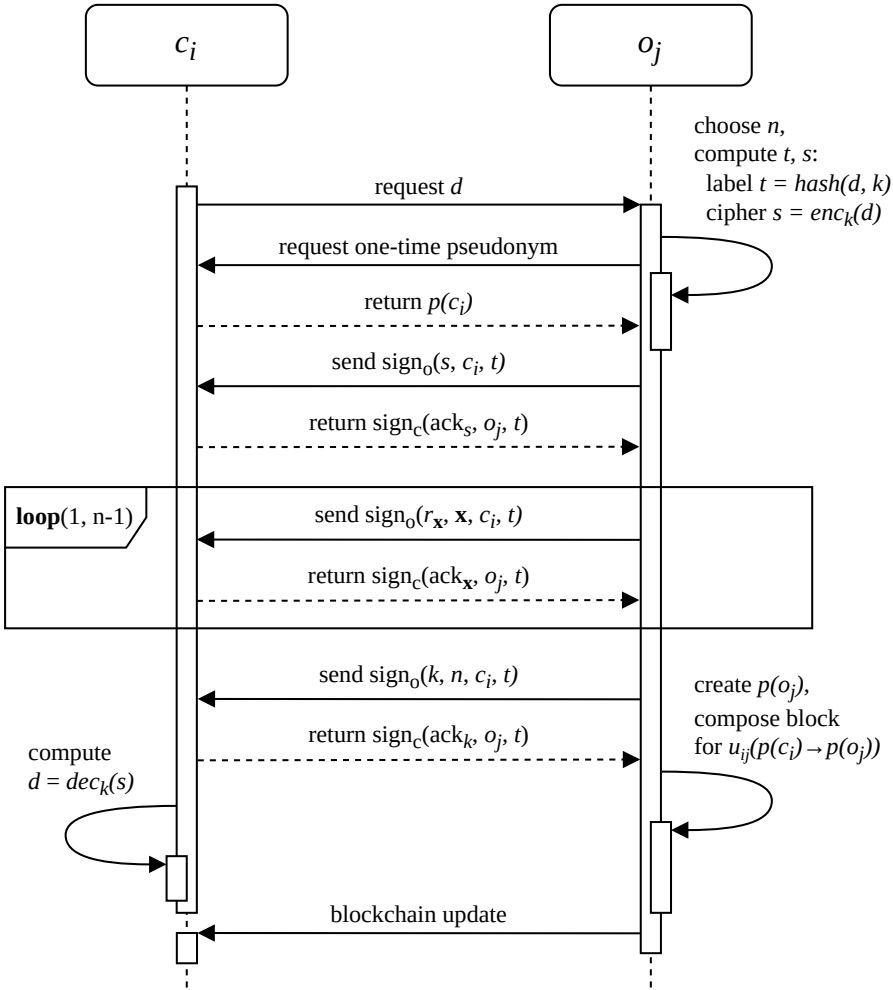 c_i
o_j
choose n,
compute t, s:
label t = hash(d, k)
cipher s = enc_k(d)
request d
request one-time pseudonym
return p(c_i)
send sign_o(s, c_i, t)
return sign_c(ack_s, o_j, t)
loop(1, n-1)
send sign_o(r_x, x, c_i, t)
return sign_c(ack_x, o_j, t)
send sign_o(k, n, c_i, t)
return sign_c(ack_k, o_j, t)
create p(o_j),
compose block
for u_ij(p(c_i)→p(o_j))
compute
d = dec_k(s)
blockchain update